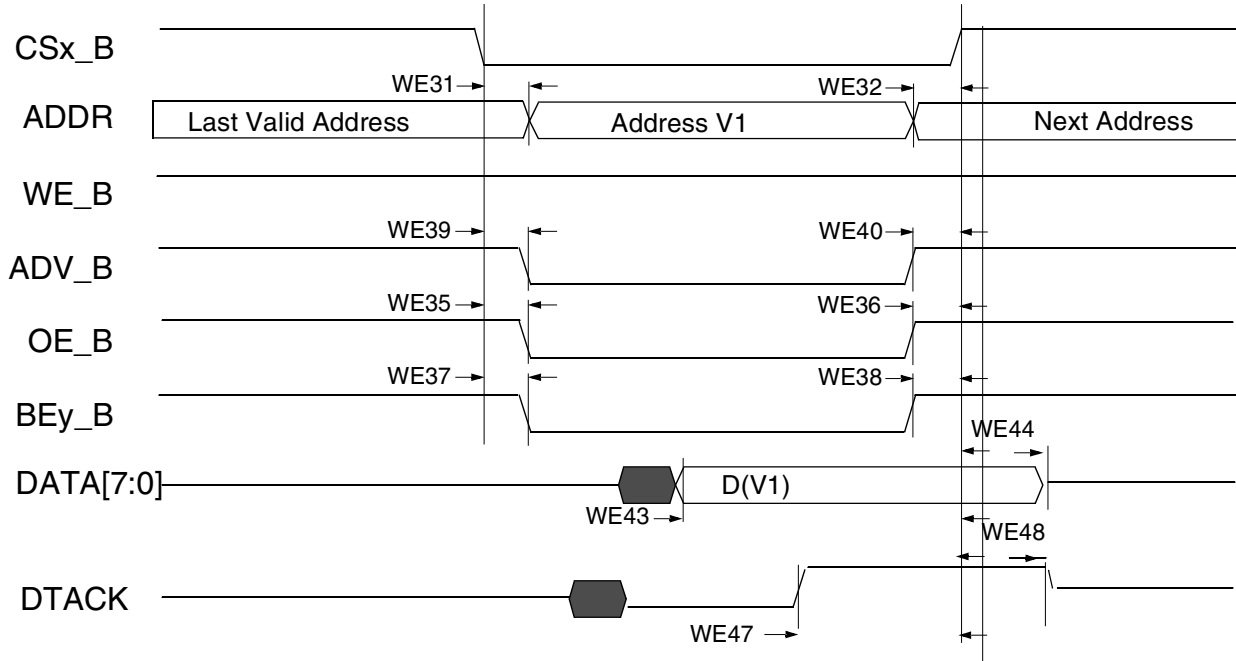 CSx_B
WE31
WE32
ADDR
Last Valid Address
Address V1
Next Address
WE_B
WE39
WE40
ADV_B
WE35
WE36
OE_B
WE37
WE38
BEy_B
WE44
DATA[7:0]
D(V1)
WE43
WE48
DTACK
WE47